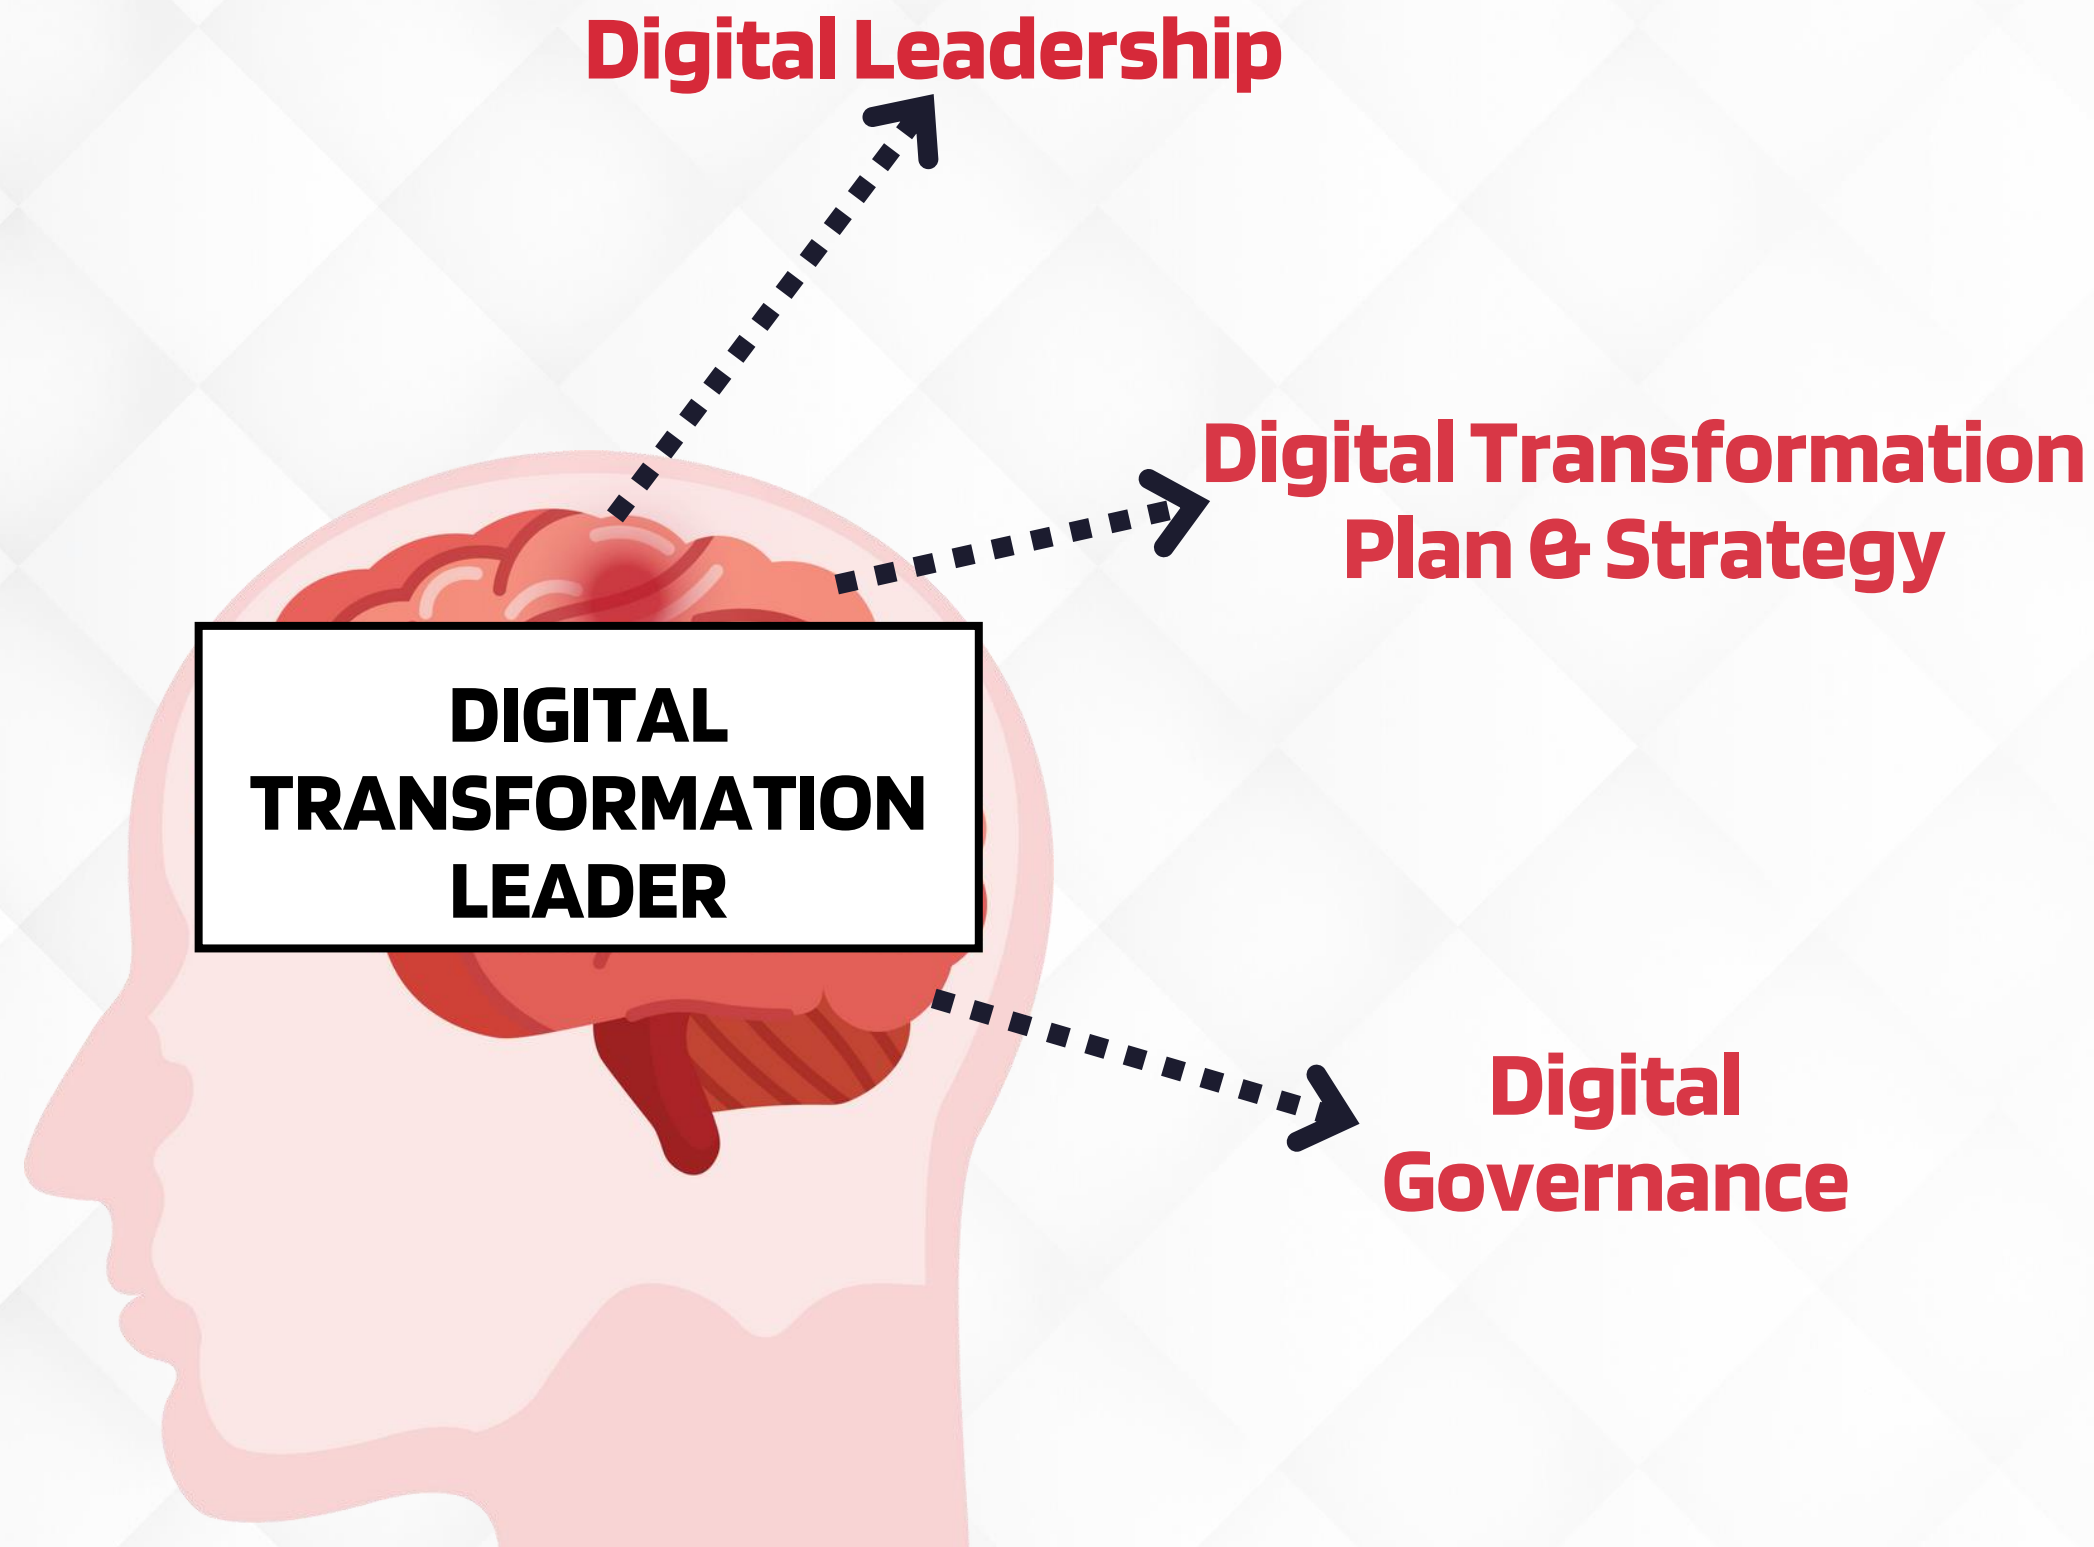 Digital Leadership
Digital Transformation
Plan & Strategy
DIGITAL
TRANSFORMATION
LEADER
Digital
Governance